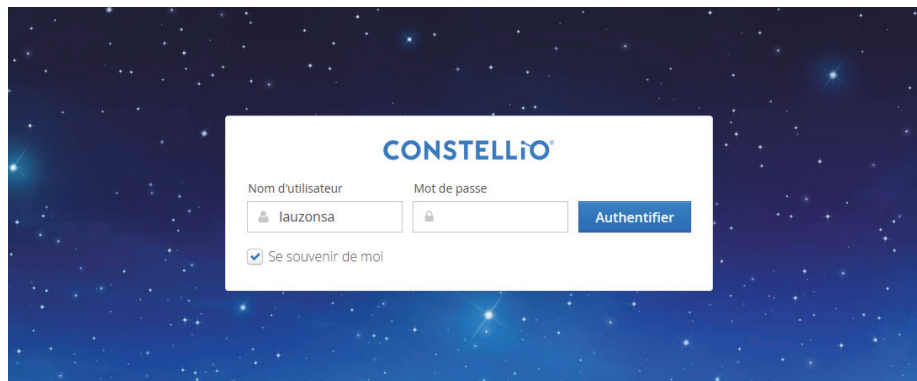 CONSTELLiO®
Nom d'utilisateur Mot de passe
lauzonsa Authentifier
Se souvenir de moi